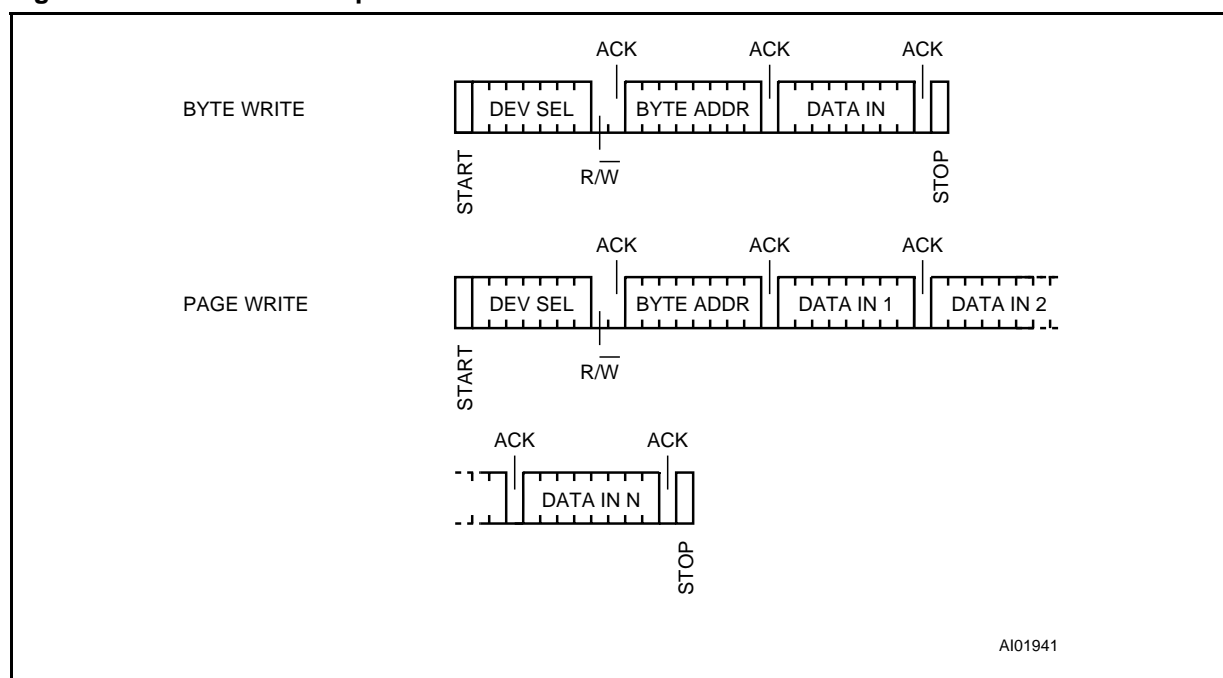 ACK ACK ACK
BYTE WRITE DEV SEL BYTE ADDR DATA IN
R/W̅
START STOP
ACK ACK ACK
PAGE WRITE DEV SEL BYTE ADDR DATA IN 1 DATA IN 2
R/W̅
START
ACK ACK
DATA IN N
STOP
AI01941